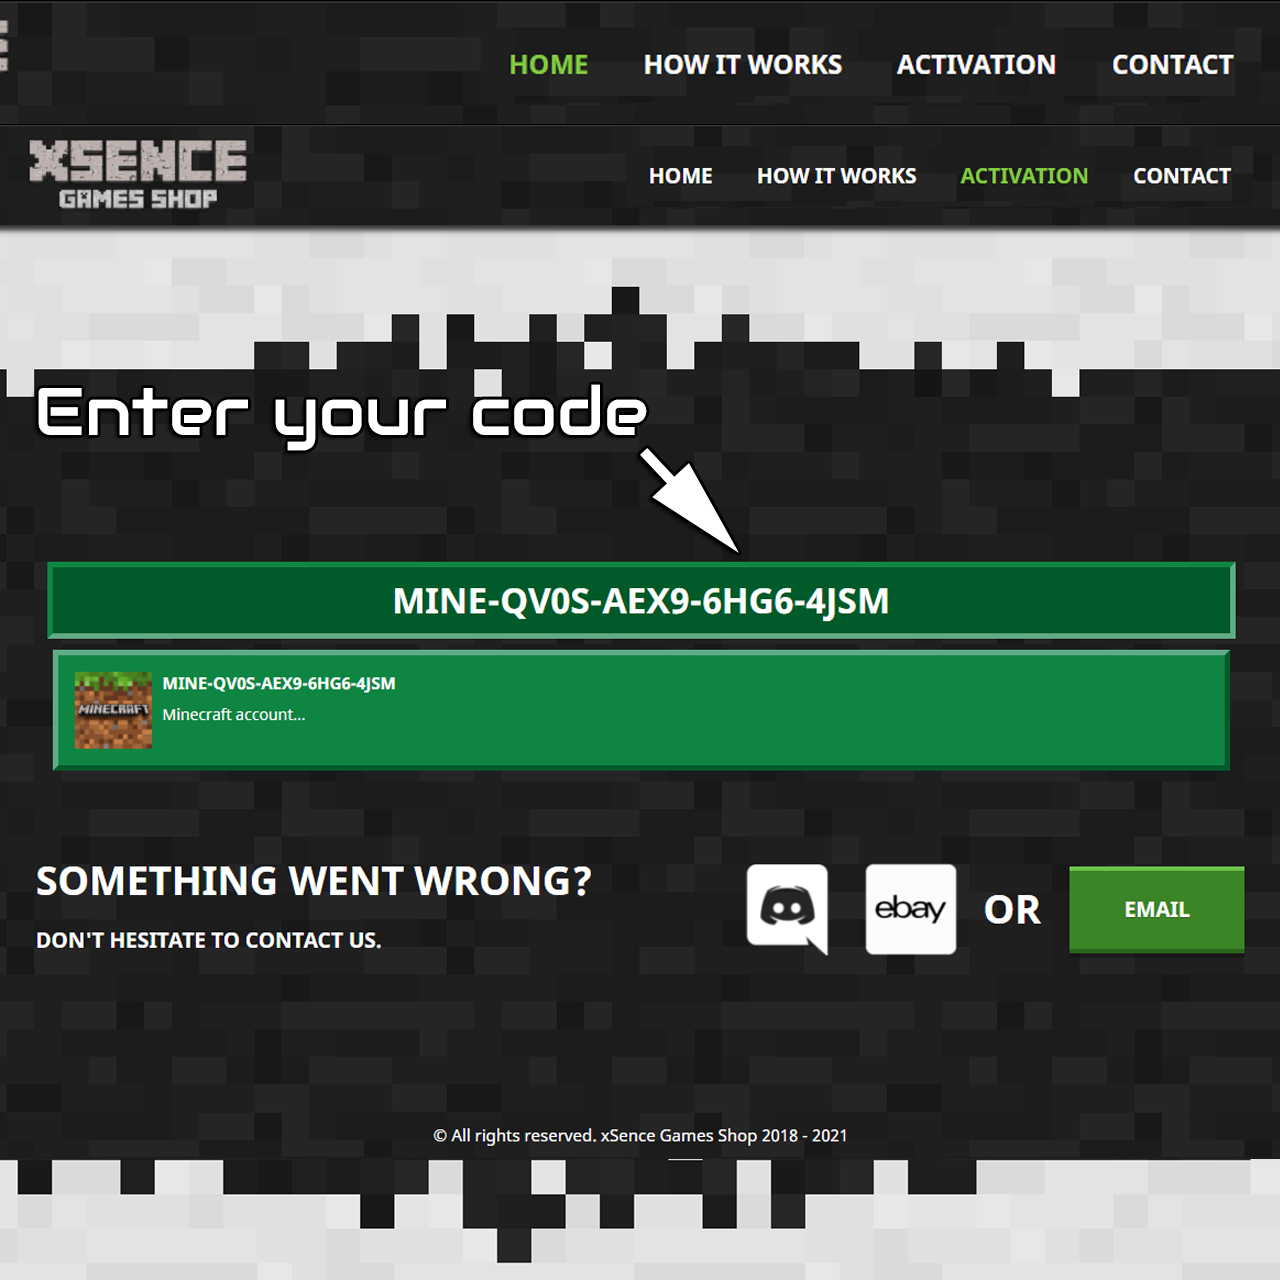 HOME HOW IT WORKS ACTIVATION CONTACT
XSENCE
GAMES SHOP
HOME HOW IT WORKS ACTIVATION CONTACT
Enter your code
MINE-QV0S-AEX9-6HG6-4JSM
MINECRAFT
MINE-QV0S-AEX9-6HG6-4JSM
Minecraft account...
SOMETHING WENT WRONG?
DON'T HESITATE TO CONTACT US.
ebay
OR
EMAIL
© All rights reserved. xSence Games Shop 2018 - 2021